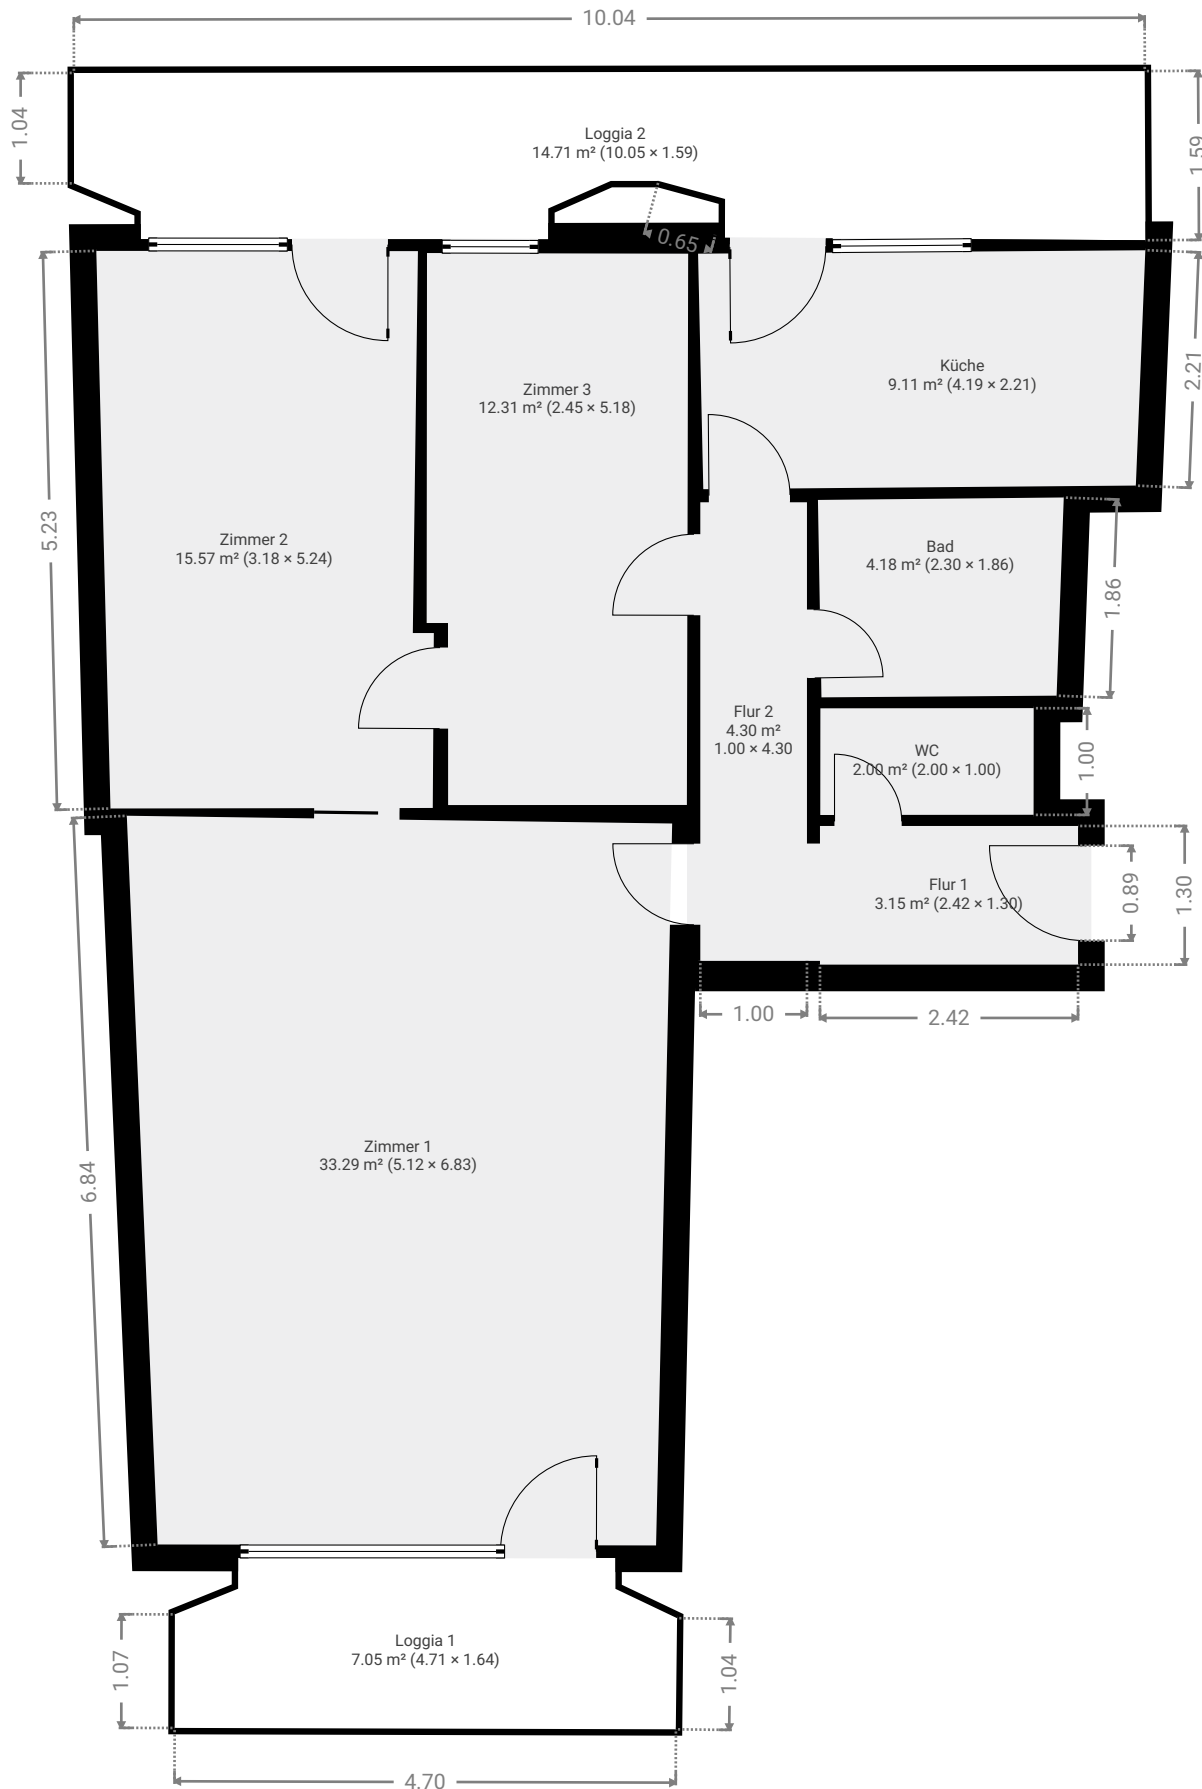 10.04
1.04
1.59
Loggia 2
14.71 m² (10.05 × 1.59)
0.65
Küche
9.11 m² (4.19 × 2.21)
2.21
Zimmer 3
12.31 m² (2.45 × 5.18)
5.23
Zimmer 2
15.57 m² (3.18 × 5.24)
Bad
4.18 m² (2.30 × 1.86)
1.86
Flur 2
4.30 m²
1.00 × 4.30
WC
2.00 m² (2.00 × 1.00)
1.00
Flur 1
3.15 m² (2.42 × 1.30)
0.89
1.30
1.00
2.42
Zimmer 1
33.29 m² (5.12 × 6.83)
6.84
Loggia 1
7.05 m² (4.71 × 1.64)
1.07
1.04
4.70